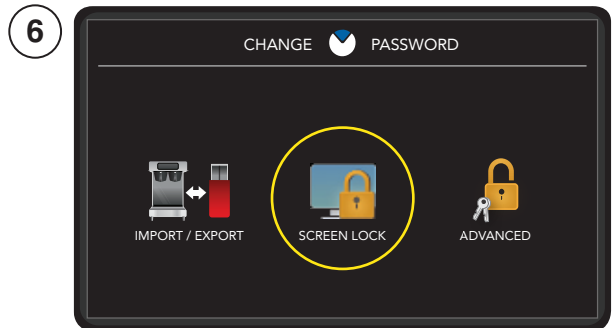 6
CHANGE PASSWORD
IMPORT / EXPORT
SCREEN LOCK
ADVANCED